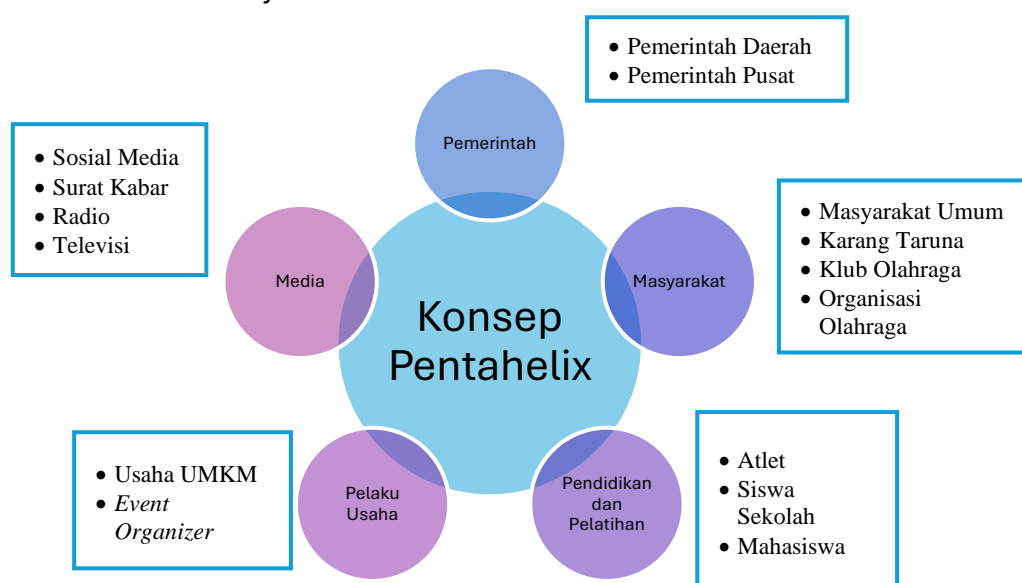 • Pemerintah Daerah
• Pemerintah Pusat
Pemerintah
• Sosial Media
• Surat Kabar
• Radio
• Televisi
Media
Masyarakat
• Masyarakat Umum
• Karang Taruna
• Klub Olahraga
• Organisasi
Olahraga
Konsep
Pentahelix
• Usaha UMKM
• Event
Organizer
Pelaku
Usaha
Pendidikan
dan
Pelatihan
• Atlet
• Siswa
Sekolah
• Mahasiswa